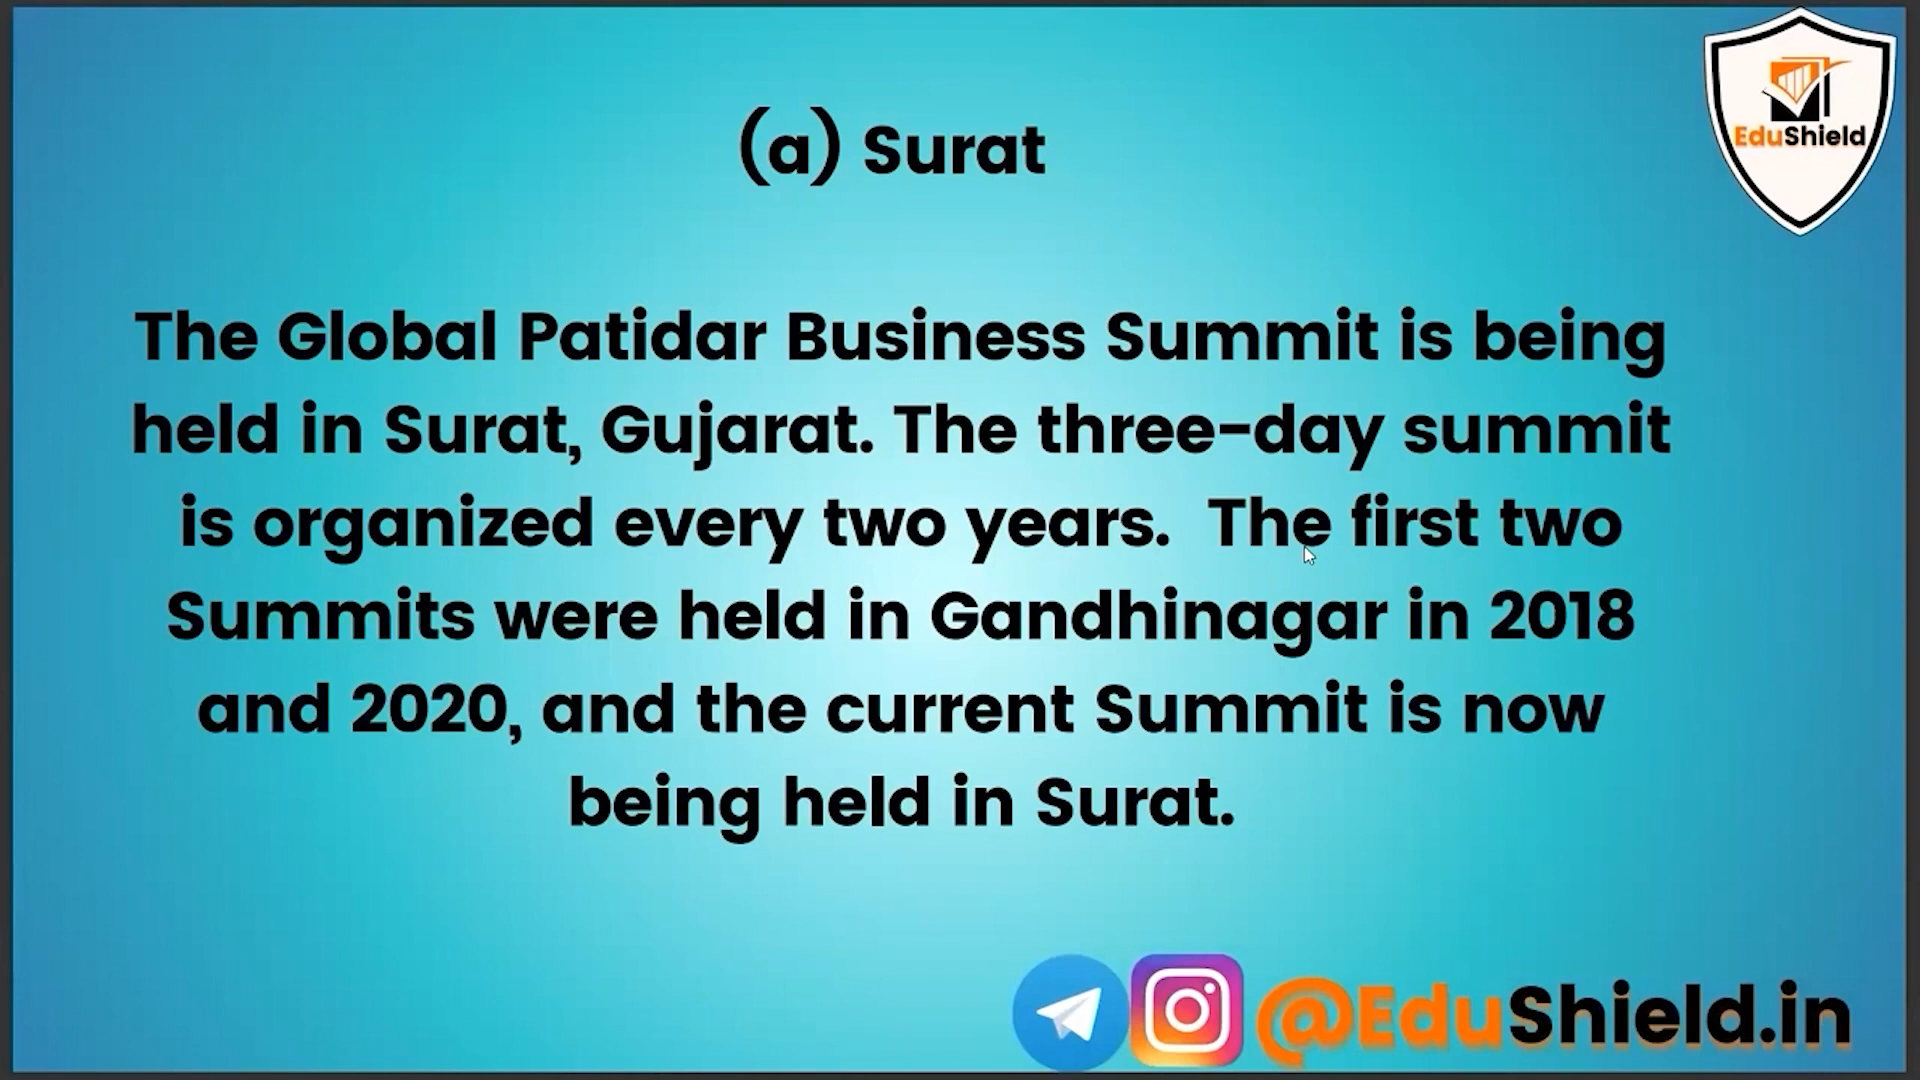 (a) Surat
EduShield
The Global Patidar Business Summit is being
held in Surat, Gujarat. The three-day summit
is organized every two years. The first two
Summits were held in Gandhinagar in 2018
and 2020, and the current Summit is now
being held in Surat.
@EduShield.in